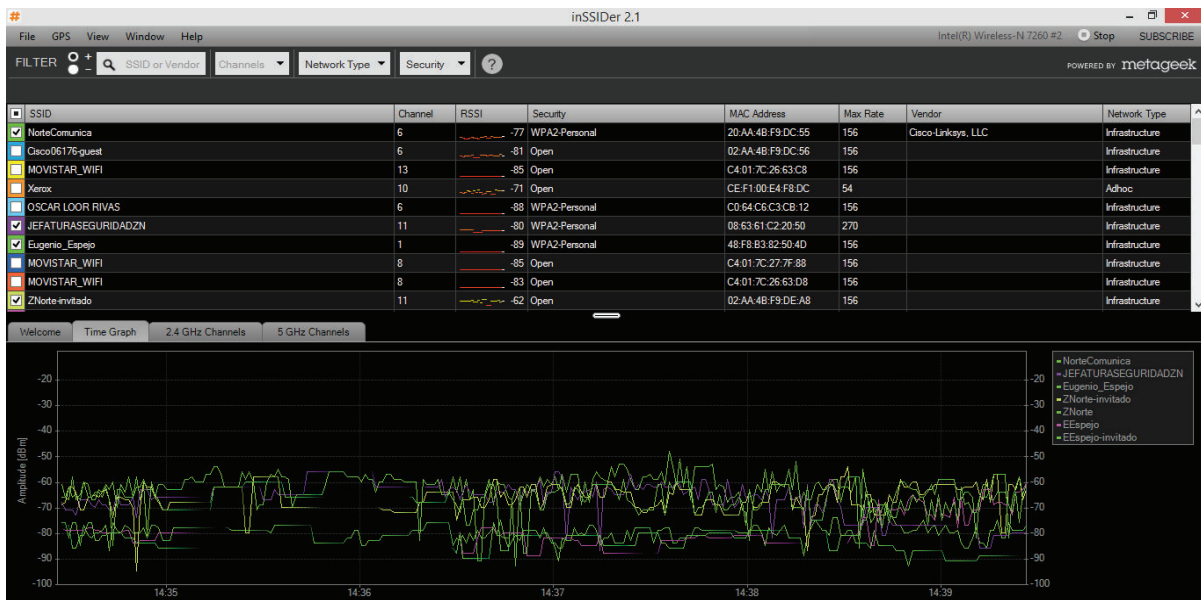 inSSIDer 2.1
File GPS View Window Help Intel(R) Wireless-N 7260 #2 Stop SUBSCRIBE
FILTER + - SSID or Vendor Channels Network Type Security ? POWERED BY metageek
SSID Channel RSSI Security MAC Address Max Rate Vendor Network Type
NorteComunica 6 -77 WPA2-Personal 20:AA:4B:F9:DC:55 156 Cisco-Linksys, LLC Infrastructure
Cisco06176-guest 6 -81 Open 02:AA:4B:F9:DC:56 156 Infrastructure
MOVISTAR_WIFI 13 -85 Open C4:01:7C:26:63:C8 156 Infrastructure
Xerox 10 -71 Open CE:F1:00:E4:F8:DC 54 Adhoc
OSCAR LOOR RIVAS 6 -88 WPA2-Personal C0:64:C6:C3:CB:12 156 Infrastructure
JEFATURASEGURIDADZN 11 -80 WPA2-Personal 08:63:61:C2:20:50 270 Infrastructure
Eugenio_Espejo 1 -89 WPA2-Personal 48:F8:B3:82:50:4D 156 Infrastructure
MOVISTAR_WIFI 8 -85 Open C4:01:7C:27:7F:88 156 Infrastructure
MOVISTAR_WIFI 8 -83 Open C4:01:7C:26:63:D8 156 Infrastructure
ZNorte-invitado 11 -62 Open 02:AA:4B:F9:DE:A8 156 Infrastructure
Welcome Time Graph 2.4 GHz Channels 5 GHz Channels
Amplitude [dBm]
-20 -20
-30 -30
-40 -40
-50 -50
-60 -60
-70 -70
-80 -80
-90 -90
-100 -100
14:35 14:36 14:37 14:38 14:39
NorteComunica
JEFATURASEGURIDADZN
Eugenio_Espejo
ZNorte-invitado
ZNorte
EEspejo
EEspejo-invitado